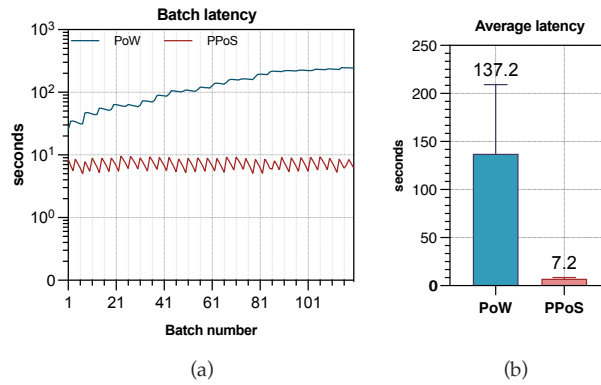 Batch latency
PoW PPoS
10³
10²
10¹
10⁰
0
seconds
1 21 41 61 81 101
Batch number
(a)
Average latency
250
200
150
100
50
0
seconds
137.2
7.2
PoW PPoS
(b)